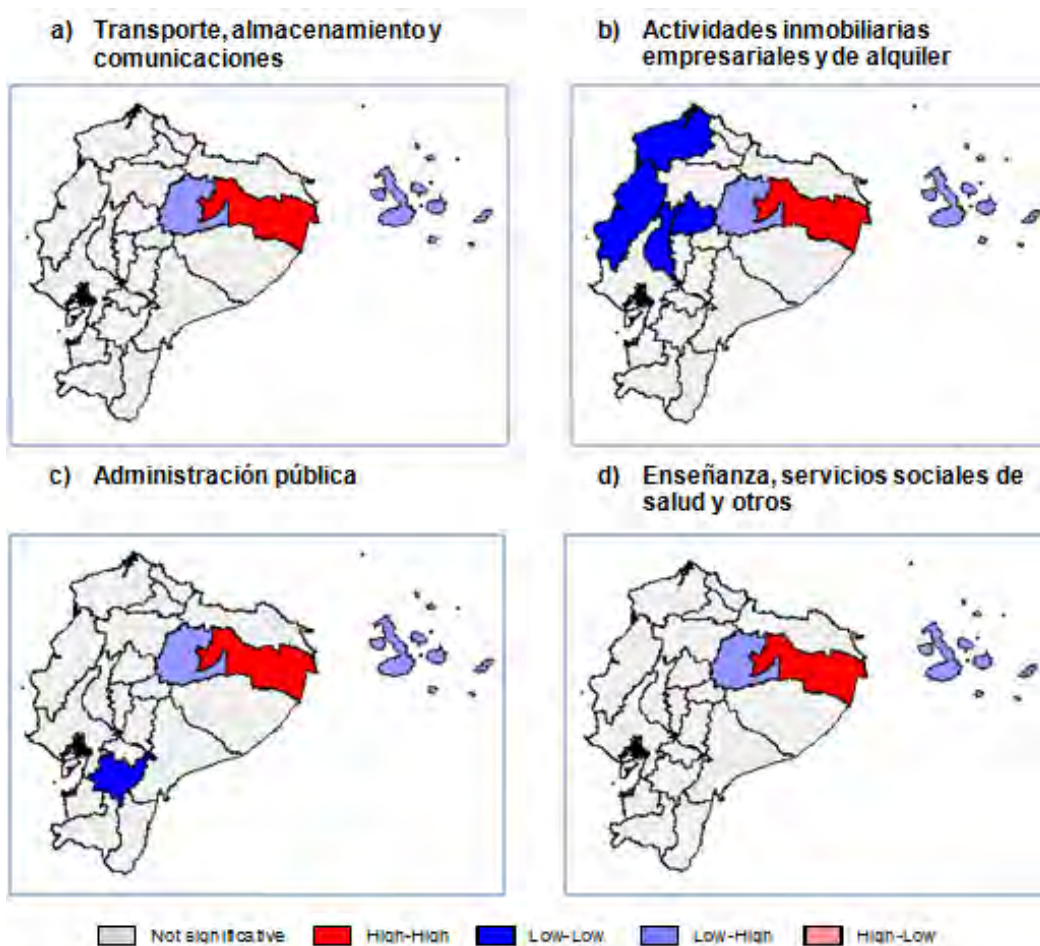 a) Transporte, almacenamiento y
comunicaciones
b) Actividades inmobiliarias
empresariales y de alquiler
c) Administración pública
d) Enseñanza, servicios sociales de
salud y otros
Not significative High-High Low-Low Low-High High-Low